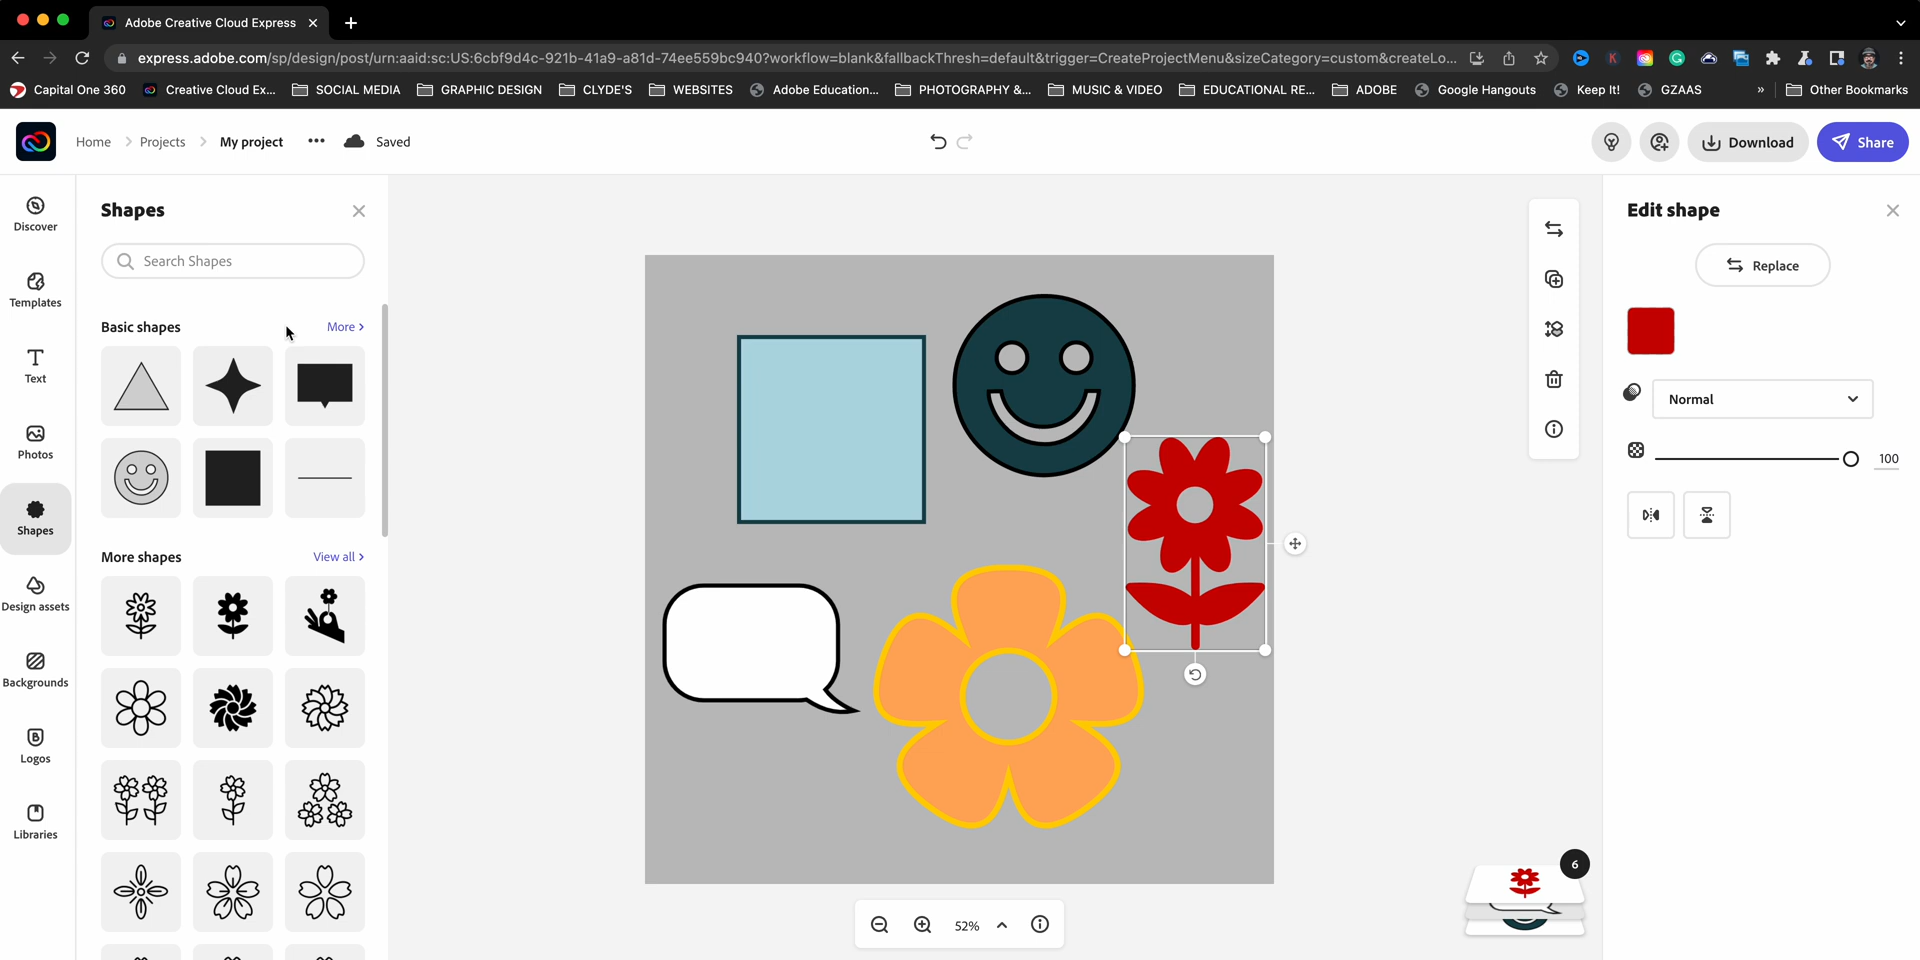 Adobe Creative Cloud Express
express.adobe.com/sp/design/post/urn:aaid:sc:US:6cbf9d4c-921b-41a9-a81d-74ee559bc940?workflow=blank&fallbackThresh=default&trigger=CreateProjectMenu&sizeCategory=custom&createLo...
Capital One 360
Creative Cloud Ex...
SOCIAL MEDIA
GRAPHIC DESIGN
CLYDE'S
WEBSITES
Adobe Education...
PHOTOGRAPHY &...
MUSIC & VIDEO
EDUCATIONAL RE...
ADOBE
Google Hangouts
Keep It!
GZAAS
»
Other Bookmarks
Home
Projects
My project
Saved
Download
Share
Discover
Templates
Text
Photos
Shapes
Design assets
Backgrounds
Logos
Libraries
Shapes
Search Shapes
Basic shapes
More
More shapes
View all
52%
6
Edit shape
Replace
Normal
100